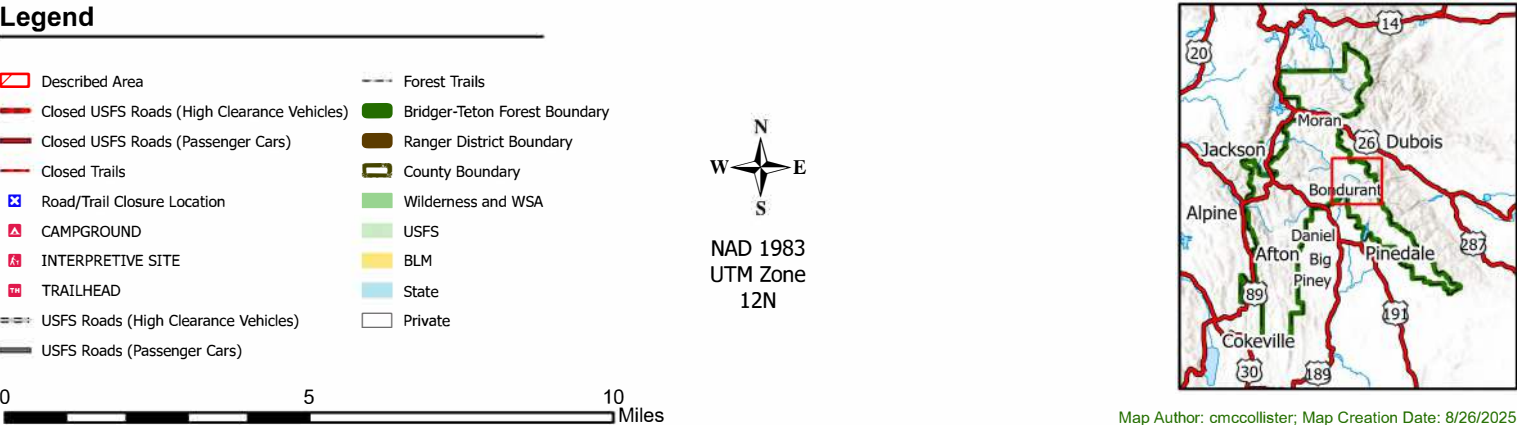 Legend
Described Area
Closed USFS Roads (High Clearance Vehicles)
Closed USFS Roads (Passenger Cars)
Closed Trails
Road/Trail Closure Location
CAMPGROUND
INTERPRETIVE SITE
TH TRAILHEAD
USFS Roads (High Clearance Vehicles)
USFS Roads (Passenger Cars)
Forest Trails
Bridger-Teton Forest Boundary
Ranger District Boundary
County Boundary
Wilderness and WSA
USFS
BLM
State
Private
0 5 10
Miles
N
W E
S
NAD 1983
UTM Zone
12N
14
20
Moran
26 Dubois
Jackson
Bondurant
Alpine
Daniel
287
Afton Big Pinedale
Piney
89
191
Cokeville
30 189
Map Author: cmccollister; Map Creation Date: 8/26/2025